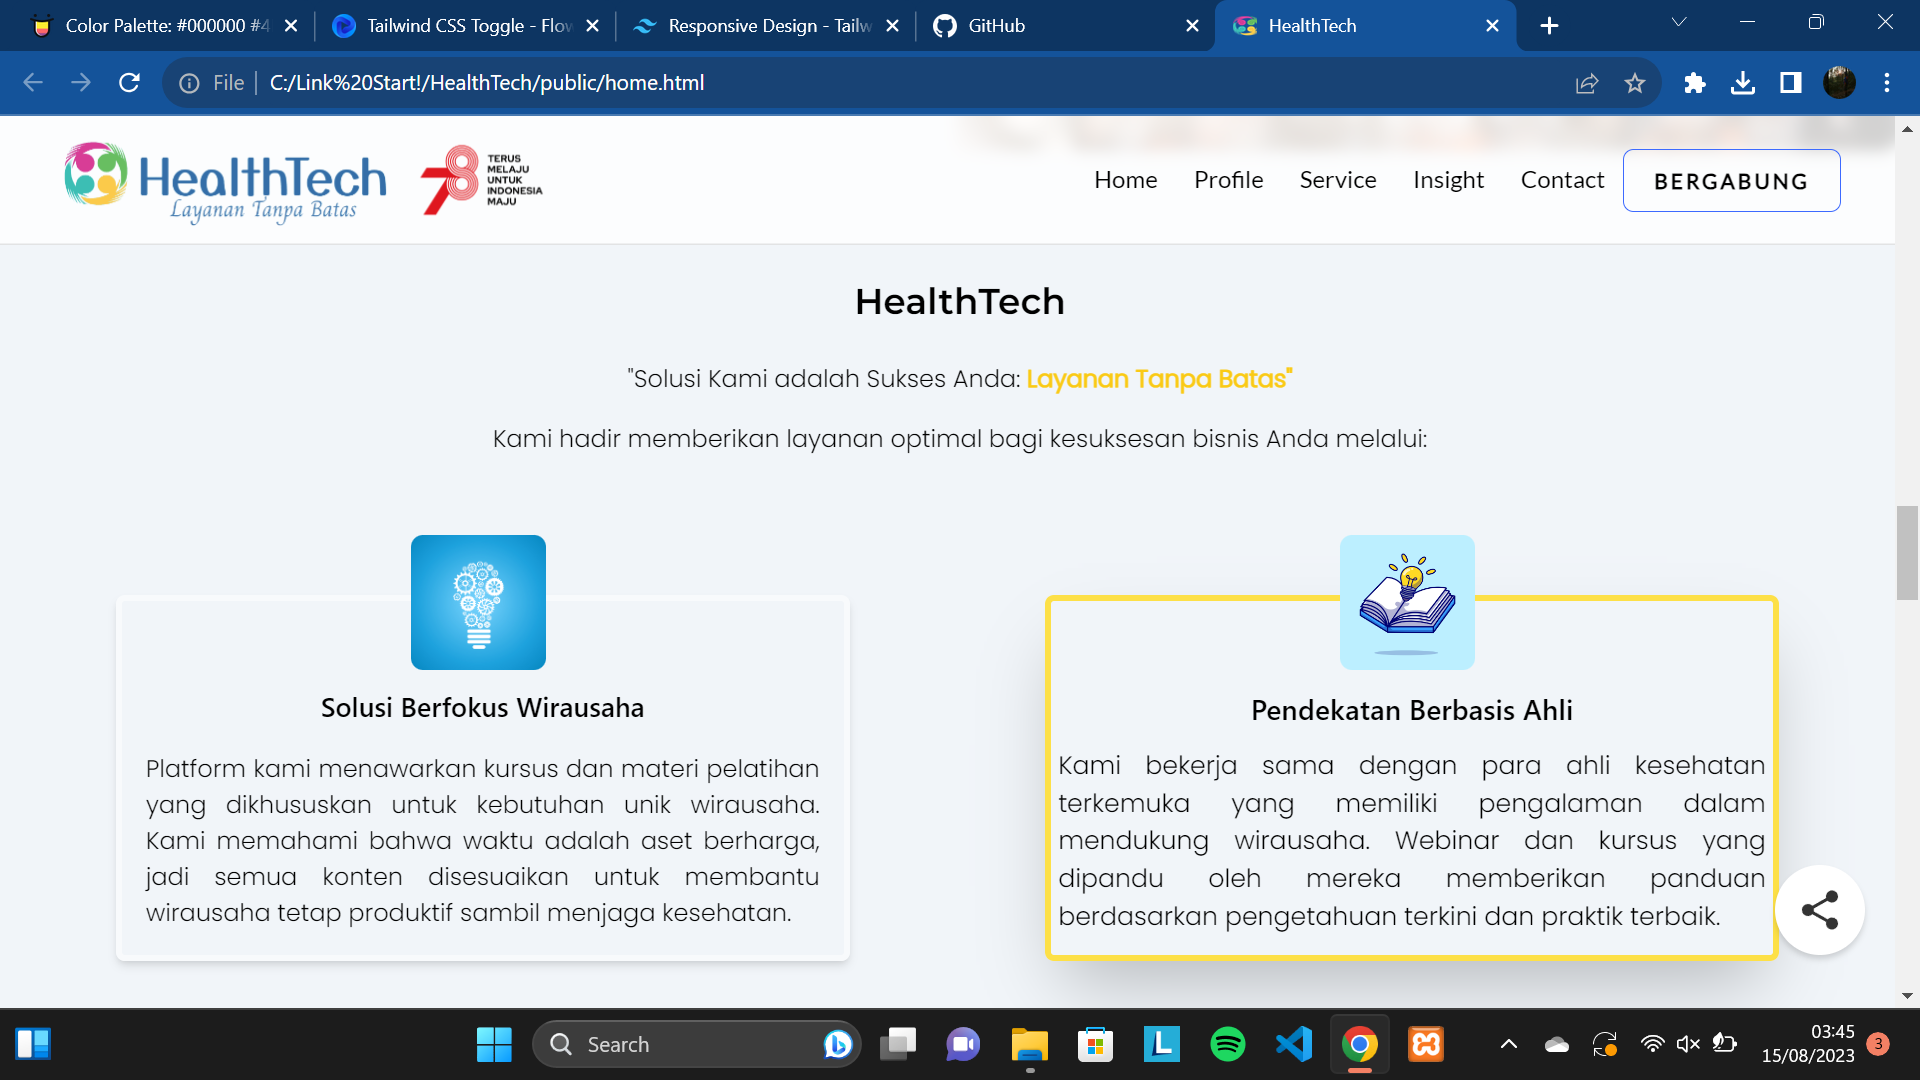 Color Palette: #000000 #4
Tailwind CSS Toggle - Flow
Responsive Design - Tailw
GitHub
HealthTech
File
C:/Link%20Start!/HealthTech/public/home.html
HealthTech
Layanan Tanpa Batas
78
TERUS
MELAJU
UNTUK
INDONESIA
MAJU
Home
Profile
Service
Insight
Contact
BERGABUNG
HealthTech
"Solusi Kami adalah Sukses Anda: Layanan Tanpa Batas"
Kami hadir memberikan layanan optimal bagi kesuksesan bisnis Anda melalui:
Solusi Berfokus Wirausaha
Platform kami menawarkan kursus dan materi pelatihan
yang dikhususkan untuk kebutuhan unik wirausaha.
Kami memahami bahwa waktu adalah aset berharga,
jadi semua konten disesuaikan untuk membantu
wirausaha tetap produktif sambil menjaga kesehatan.
Pendekatan Berbasis Ahli
Kami bekerja sama dengan para ahli kesehatan
terkemuka yang memiliki pengalaman dalam
mendukung wirausaha. Webinar dan kursus yang
dipandu oleh mereka memberikan panduan
berdasarkan pengetahuan terkini dan praktik terbaik.
Search
L
03:45
15/08/2023
3